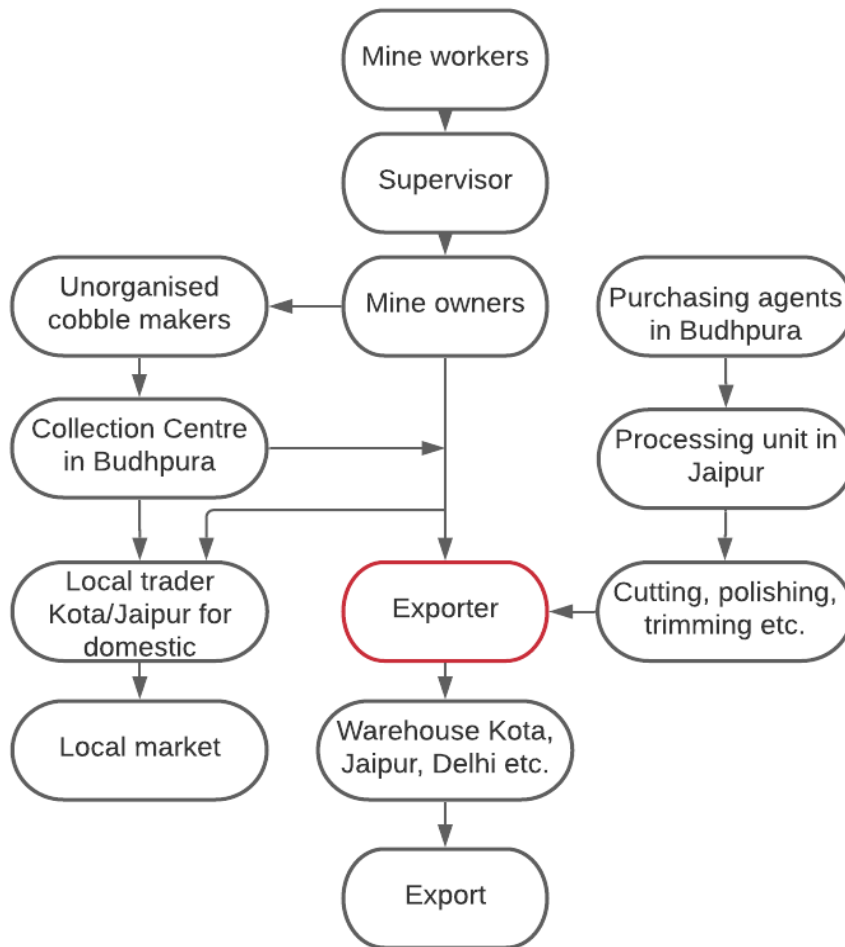 Mine workers
Supervisor
Unorganised
cobble makers
Mine owners
Purchasing agents
in Budhpura
Collection Centre
in Budhpura
Processing unit in
Jaipur
Local trader
Kota/Jaipur for
domestic
Exporter
Cutting, polishing,
trimming etc.
Local market
Warehouse Kota,
Jaipur, Delhi etc.
Export